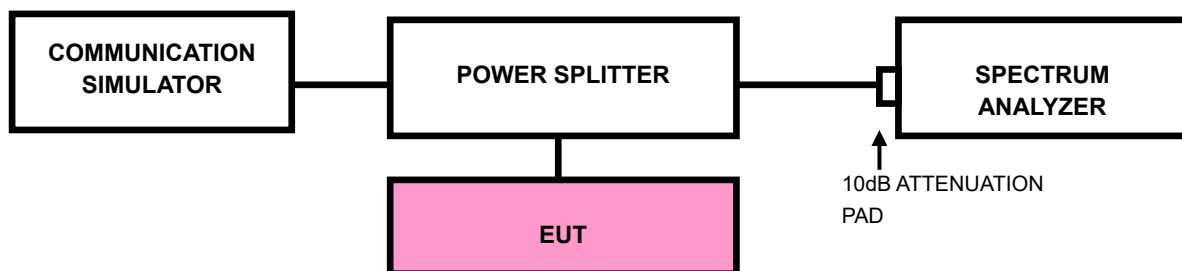 COMMUNICATION
SIMULATOR
POWER SPLITTER
SPECTRUM
ANALYZER
10dB ATTENUATION
PAD
EUT